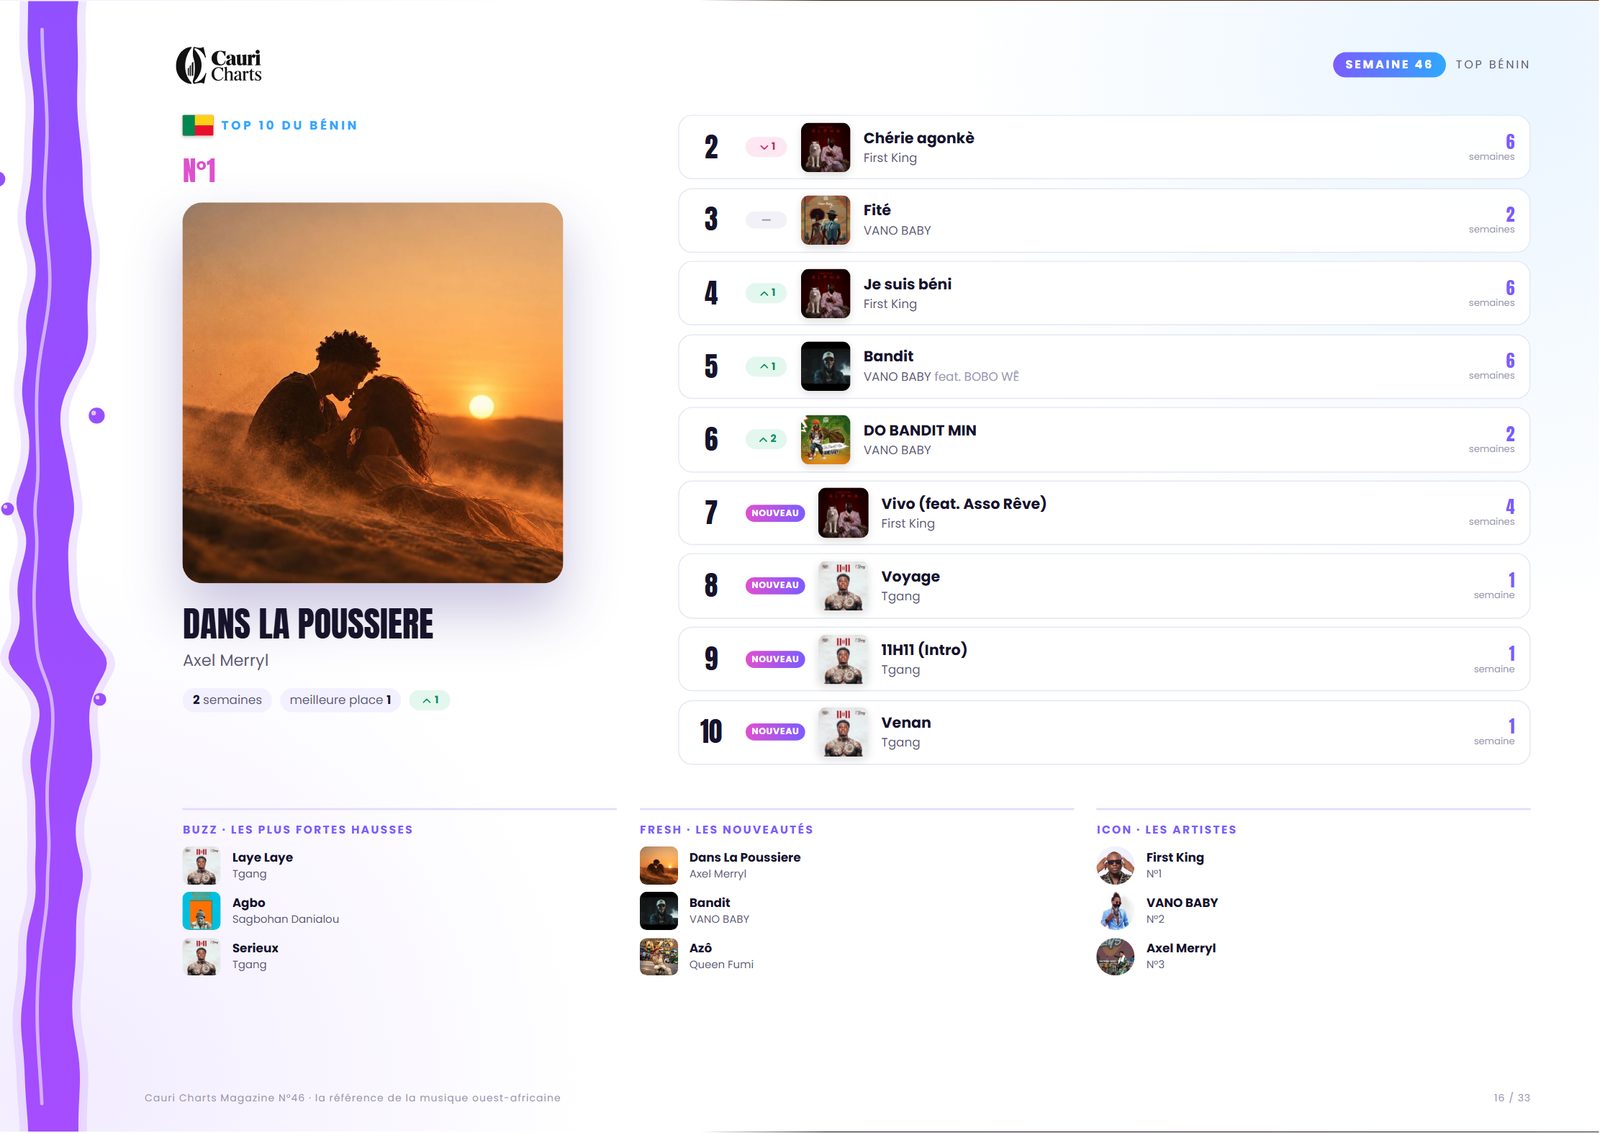 Cauri
Charts
SEMAINE 46 TOP BÉNIN
TOP 10 DU BÉNIN
Nº1
DANS LA POUSSIERE
Axel Merryl
2 semaines meilleure place 1 1
2 1 Chérie agonkè 6
First King semaines
3 — Fité 2
VANO BABY semaines
4 1 Je suis béni 6
First King semaines
5 1 Bandit 6
VANO BABY feat. BOBO WÊ semaines
6 2 DO BANDIT MIN 2
VANO BABY semaines
7 NOUVEAU Vivo (feat. Asso Rêve) 4
First King semaines
8 NOUVEAU Voyage 1
Tgang semaine
9 NOUVEAU 11H11 (Intro) 1
Tgang semaine
10 NOUVEAU Venan 1
Tgang semaine
BUZZ · LES PLUS FORTES HAUSSES
Laye Laye
Tgang
Agbo
Sagbohan Danialou
Serieux
Tgang
FRESH · LES NOUVEAUTÉS
Dans La Poussiere
Axel Merryl
Bandit
VANO BABY
Azô
Queen Fumi
ICON · LES ARTISTES
First King
Nº1
VANO BABY
Nº2
Axel Merryl
Nº3
Cauri Charts Magazine Nº46 · la référence de la musique ouest-africaine
16 / 33